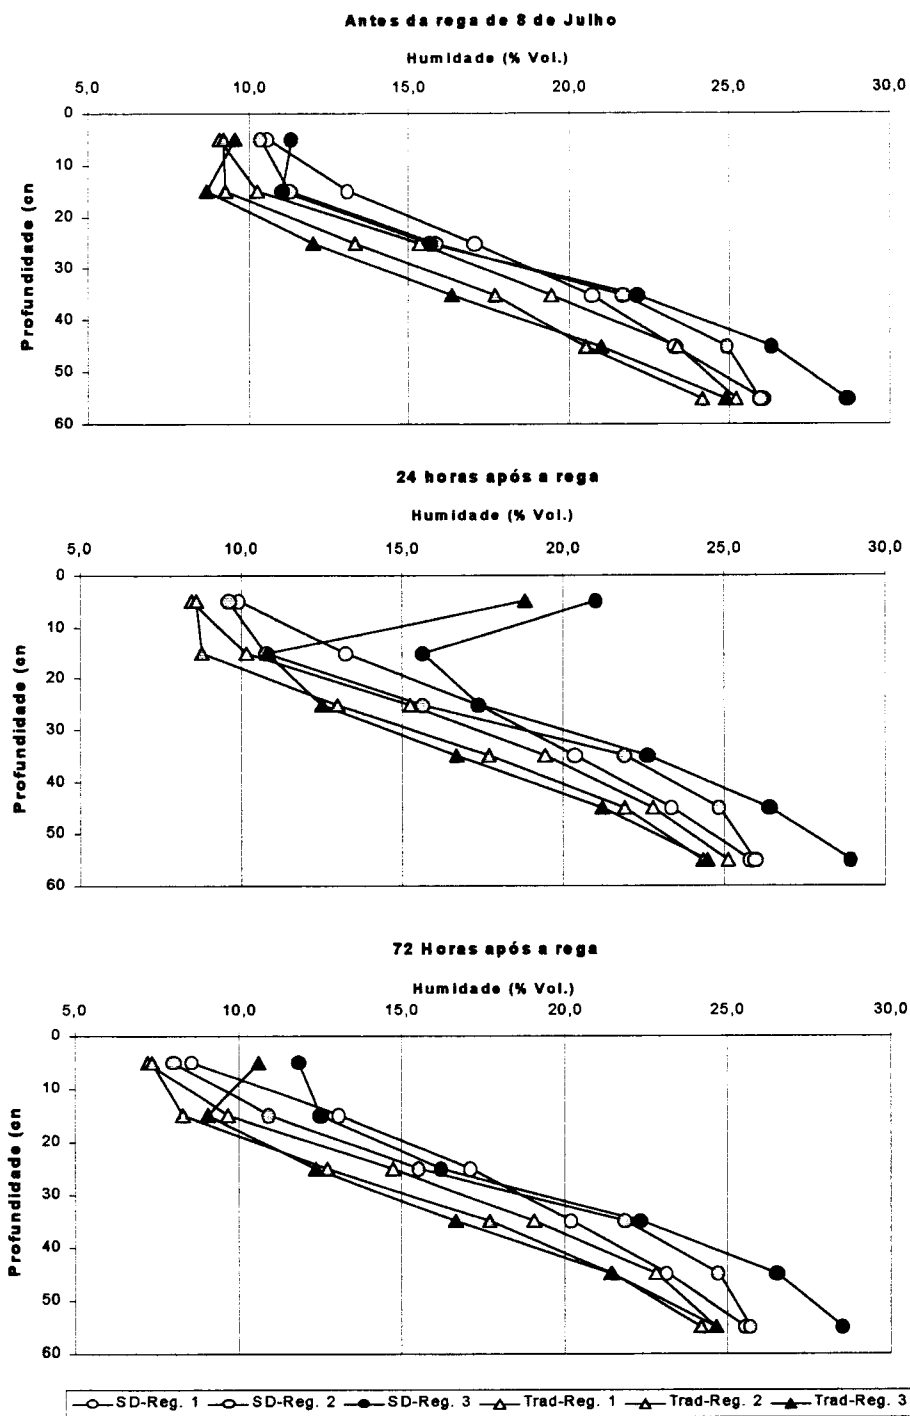 Antes da rega de 8 de Julho
Humidade (% Vol.)
5,0 10,0 15,0 20,0 25,0 30,0
0
10
20
30
40
50
60
Profundidade (cn
24 horas após a rega
Humidade (% Vol.)
5,0 10,0 15,0 20,0 25,0 30,0
0
10
20
30
40
50
60
Profundidade (cn
72 Horas após a rega
Humidade (% Vol.)
5,0 10,0 15,0 20,0 25,0 30,0
0
10
20
30
40
50
60
Profundidade (cn
SD-Reg. 1 SD-Reg. 2 SD-Reg. 3 Trad-Reg. 1 Trad-Reg. 2 Trad-Reg. 3